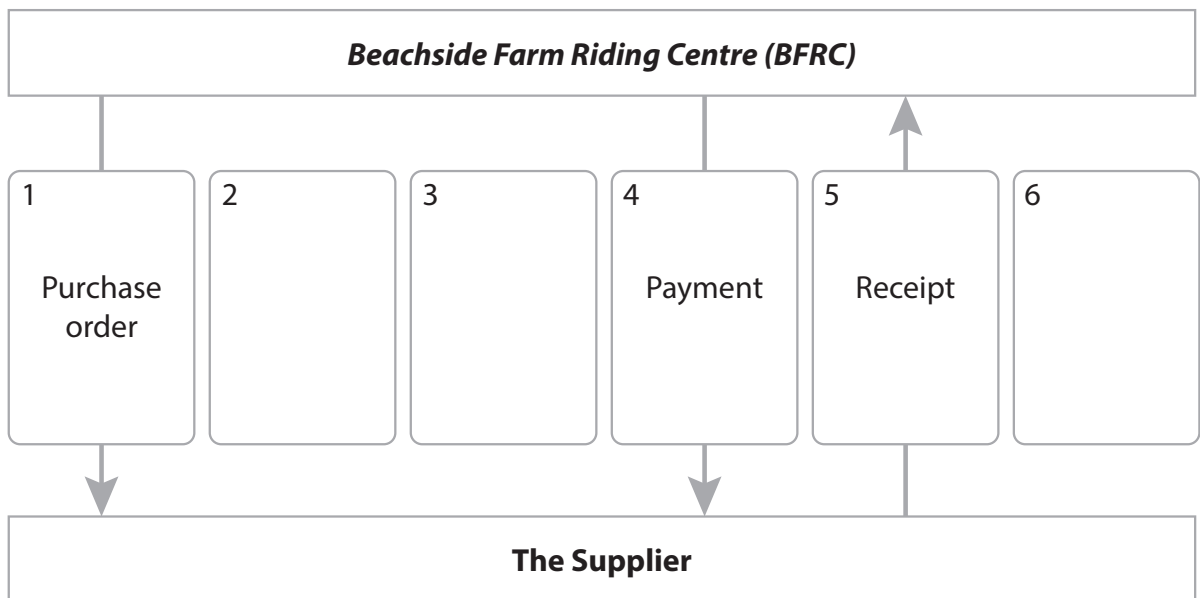 Beachside Farm Riding Centre (BFRC)
1
Purchase
order
2
3
4
Payment
5
Receipt
6
The Supplier